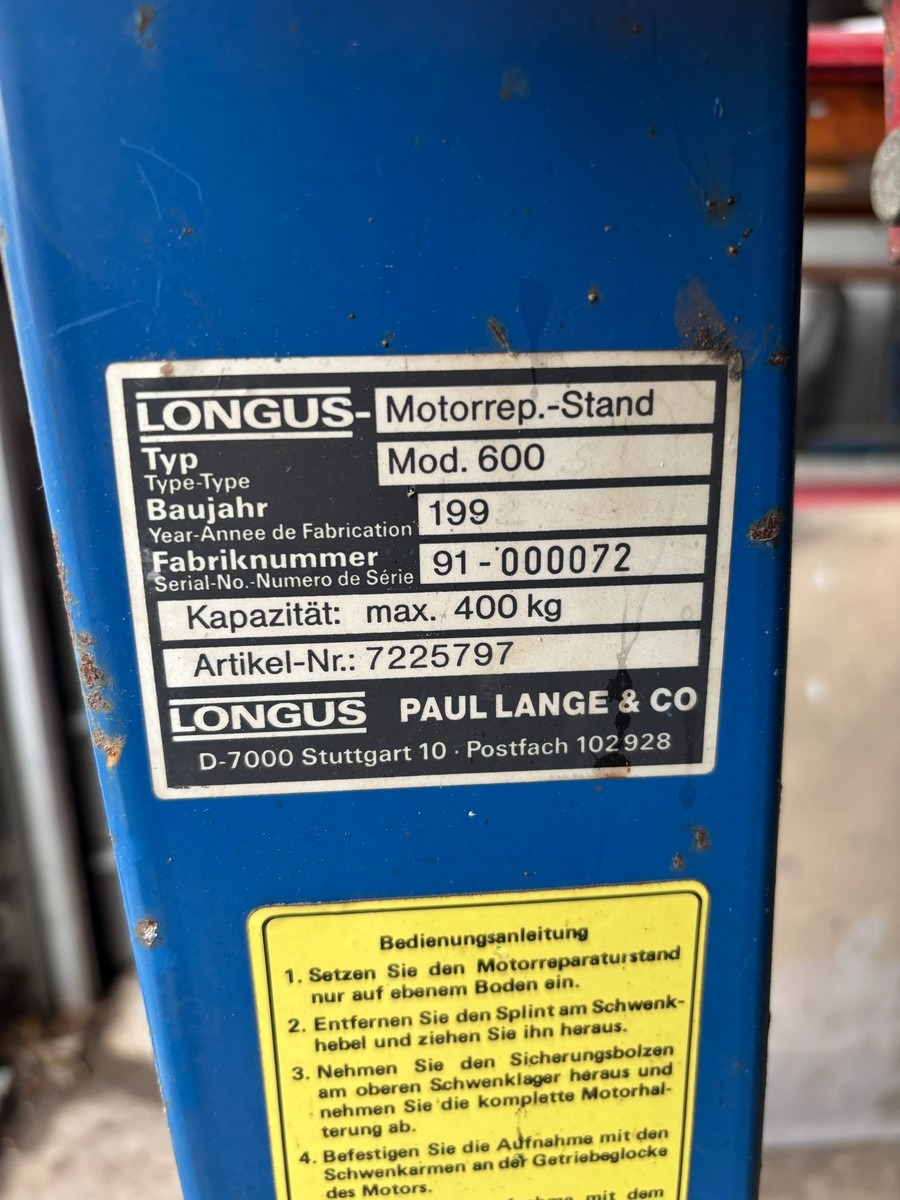 LONGUS- Motorrep.-Stand
Typ Mod. 600
Type-Type
Baujahr 199
Year-Annee de Fabrication
Fabriknummer 91-000072
Serial-No.-Numero de Série
Kapazität: max. 400 kg
Artikel-Nr.: 7225797
LONGUS PAUL LANGE & CO
D-7000 Stuttgart 10 · Postfach 102928
Bedienungsanleitung
1. Setzen Sie den Motorreparaturstand
nur auf ebenem Boden ein.
2. Entfernen Sie den Splint am Schwenk-
hebel und ziehen Sie ihn heraus.
3. Nehmen Sie den Sicherungsbolzen
am oberen Schwenklager heraus und
nehmen Sie die komplette Motorhal-
terung ab.
4. Befestigen Sie die Aufnahme mit den
Schwenkarmen an der Getriebeglocke
des Motors.
mit dem